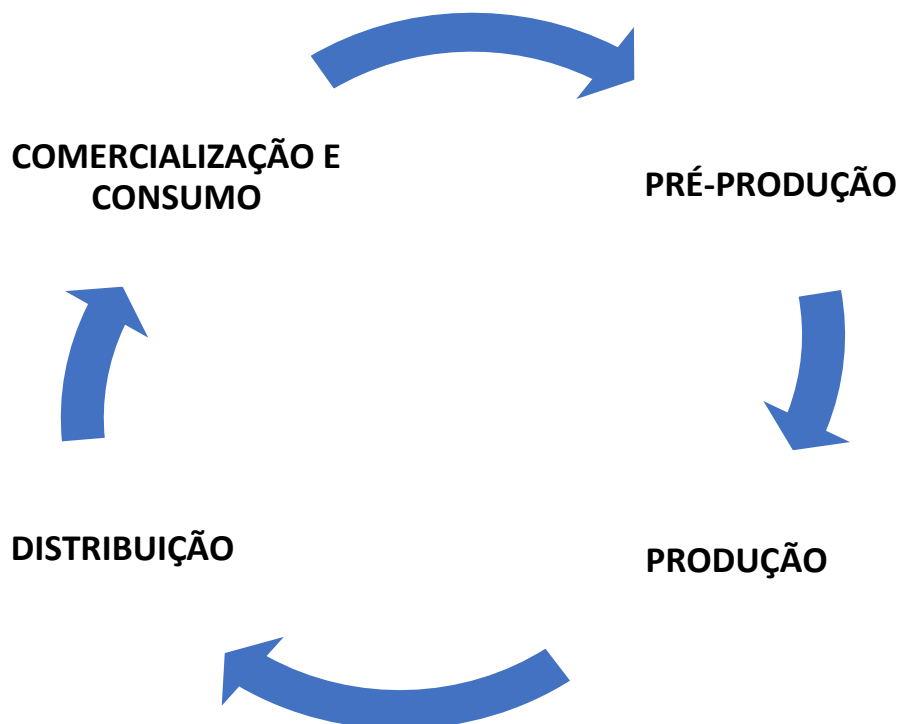 COMERCIALIZAÇÃO E
CONSUMO
PRÉ-PRODUÇÃO
DISTRIBUIÇÃO
PRODUÇÃO